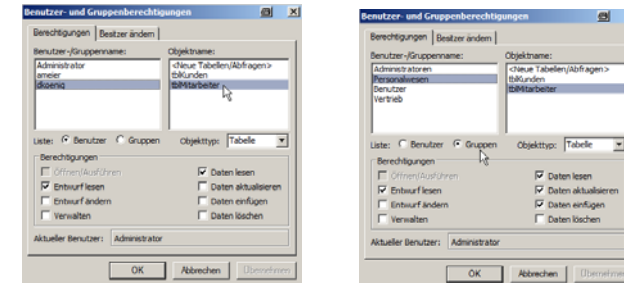 Benutzer- und Gruppenberechtigungen
Berechtigungen Besitzer ändern
Benutzer-/Gruppenname: Objektname:
Administrator
ameier
dkoenig
<Neue Tabellen/Abfragen>
tblKunden
tblMitarbeiter
Liste: Benutzer Gruppen Objekttyp: Tabelle
Berechtigungen
Öffnen/Ausführen Daten lesen
Entwurf lesen Daten aktualisieren
Entwurf ändern Daten einfügen
Verwalten Daten löschen
Aktueller Benutzer: Administrator
OK Abbrechen Übernehmen
Benutzer- und Gruppenberechtigungen
Berechtigungen Besitzer ändern
Benutzer-/Gruppenname: Objektname:
Administratoren
Personalwesen
Benutzer
Vertrieb
<Neue Tabellen/Abfragen>
tblKunden
tblMitarbeiter
Liste: Benutzer Gruppen Objekttyp: Tabelle
Berechtigungen
Öffnen/Ausführen Daten lesen
Entwurf lesen Daten aktualisieren
Entwurf ändern Daten einfügen
Verwalten Daten löschen
Aktueller Benutzer: Administrator
OK Abbrechen